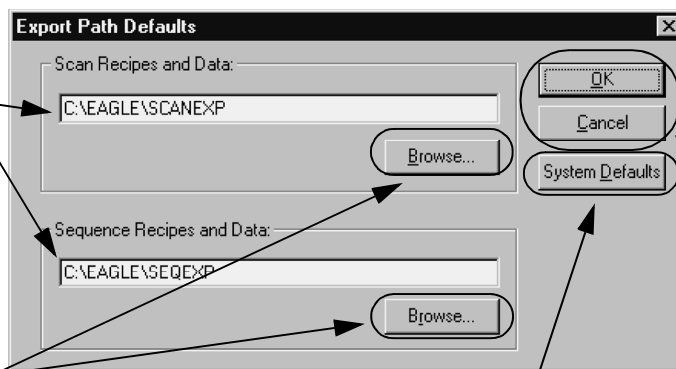 Export Path Defaults
Scan Recipes and Data:
C:\EAGLE\SCANEXP
Browse...
OK
Cancel
System Defaults
Sequence Recipes and Data:
C:\EAGLE\SEQEXP
Browse...